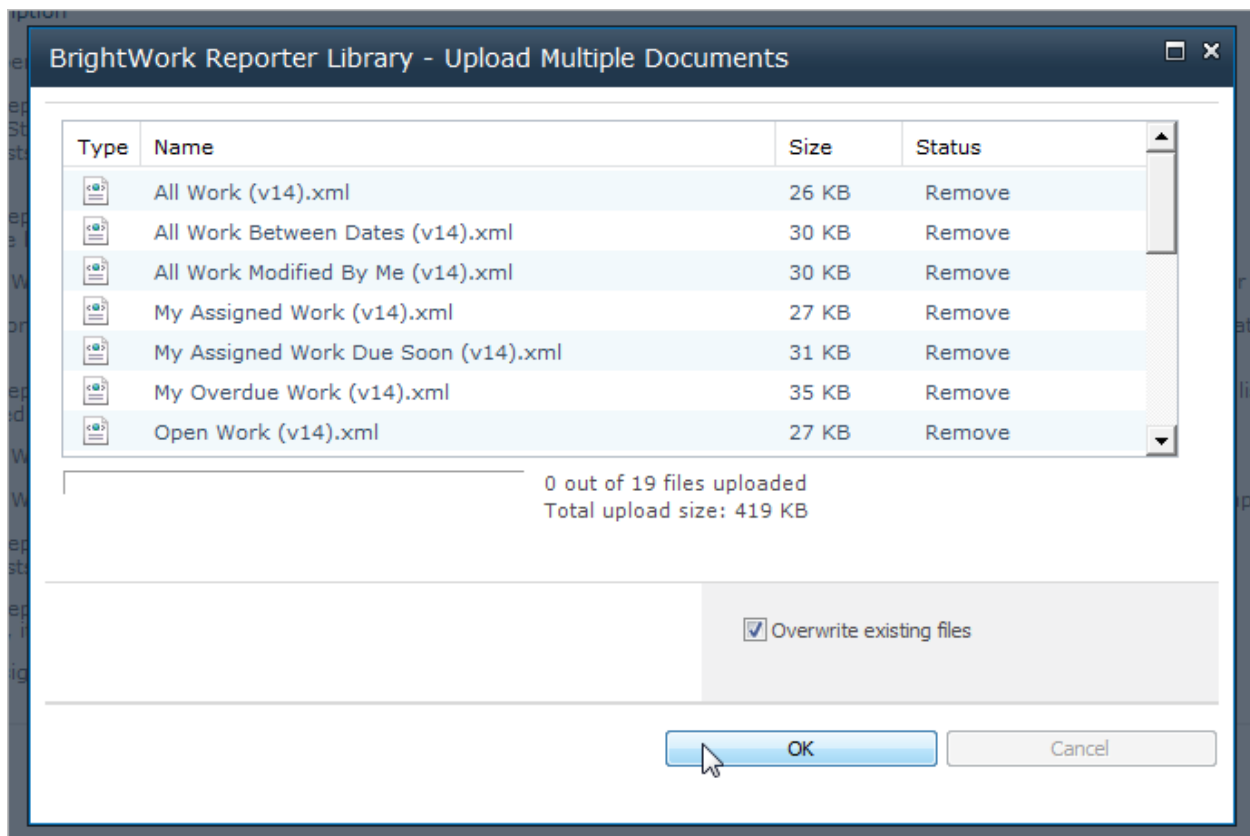 BrightWork Reporter Library - Upload Multiple Documents
Type Name Size Status
All Work (v14).xml 26 KB Remove
All Work Between Dates (v14).xml 30 KB Remove
All Work Modified By Me (v14).xml 30 KB Remove
My Assigned Work (v14).xml 27 KB Remove
My Assigned Work Due Soon (v14).xml 31 KB Remove
My Overdue Work (v14).xml 35 KB Remove
Open Work (v14).xml 27 KB Remove
0 out of 19 files uploaded
Total upload size: 419 KB
Overwrite existing files
OK Cancel